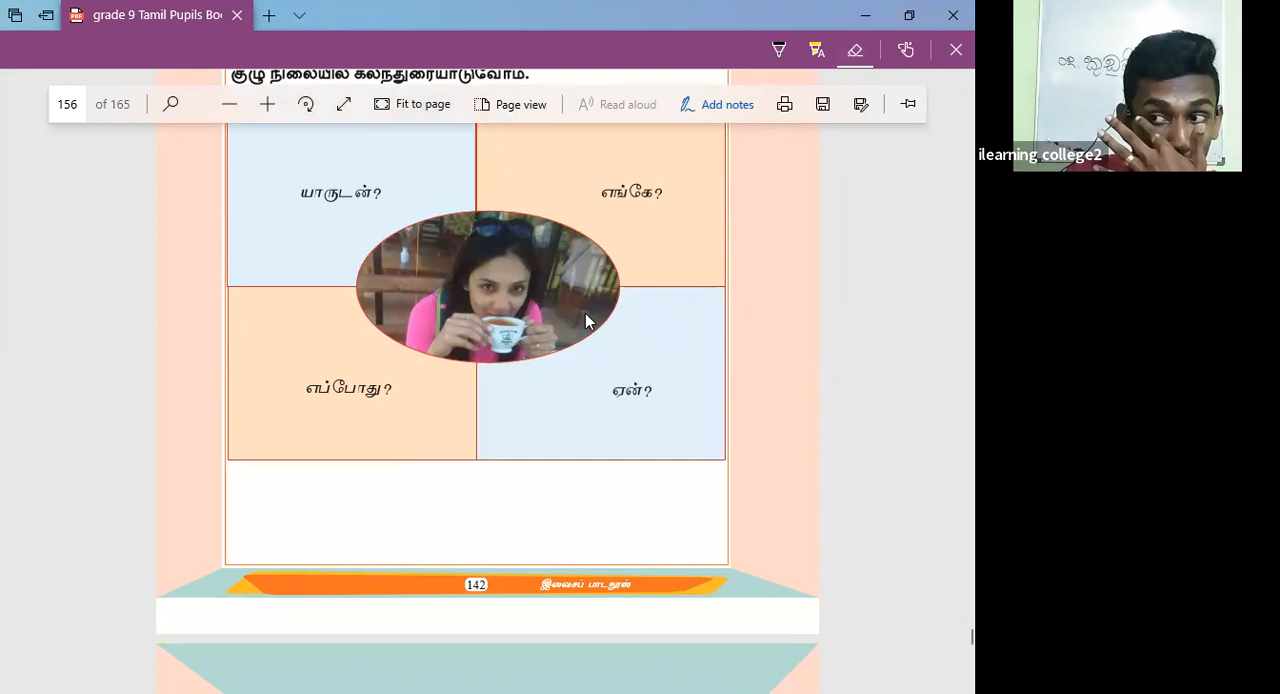 grade 9 Tamil Pupils Boo
குழு நிலையில் கலந்துரையாடுவோம்.
156 of 165
Fit to page
Page view
Read aloud
Add notes
யாருடன்?
எங்கே?
எப்போது?
ஏன்?
142
இலவசப் பாடநூல்
ilearning college2